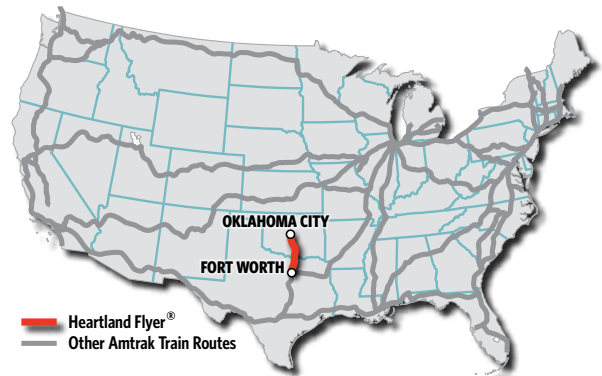 OKLAHOMA CITY
FORT WORTH
Heartland Flyer®
Other Amtrak Train Routes